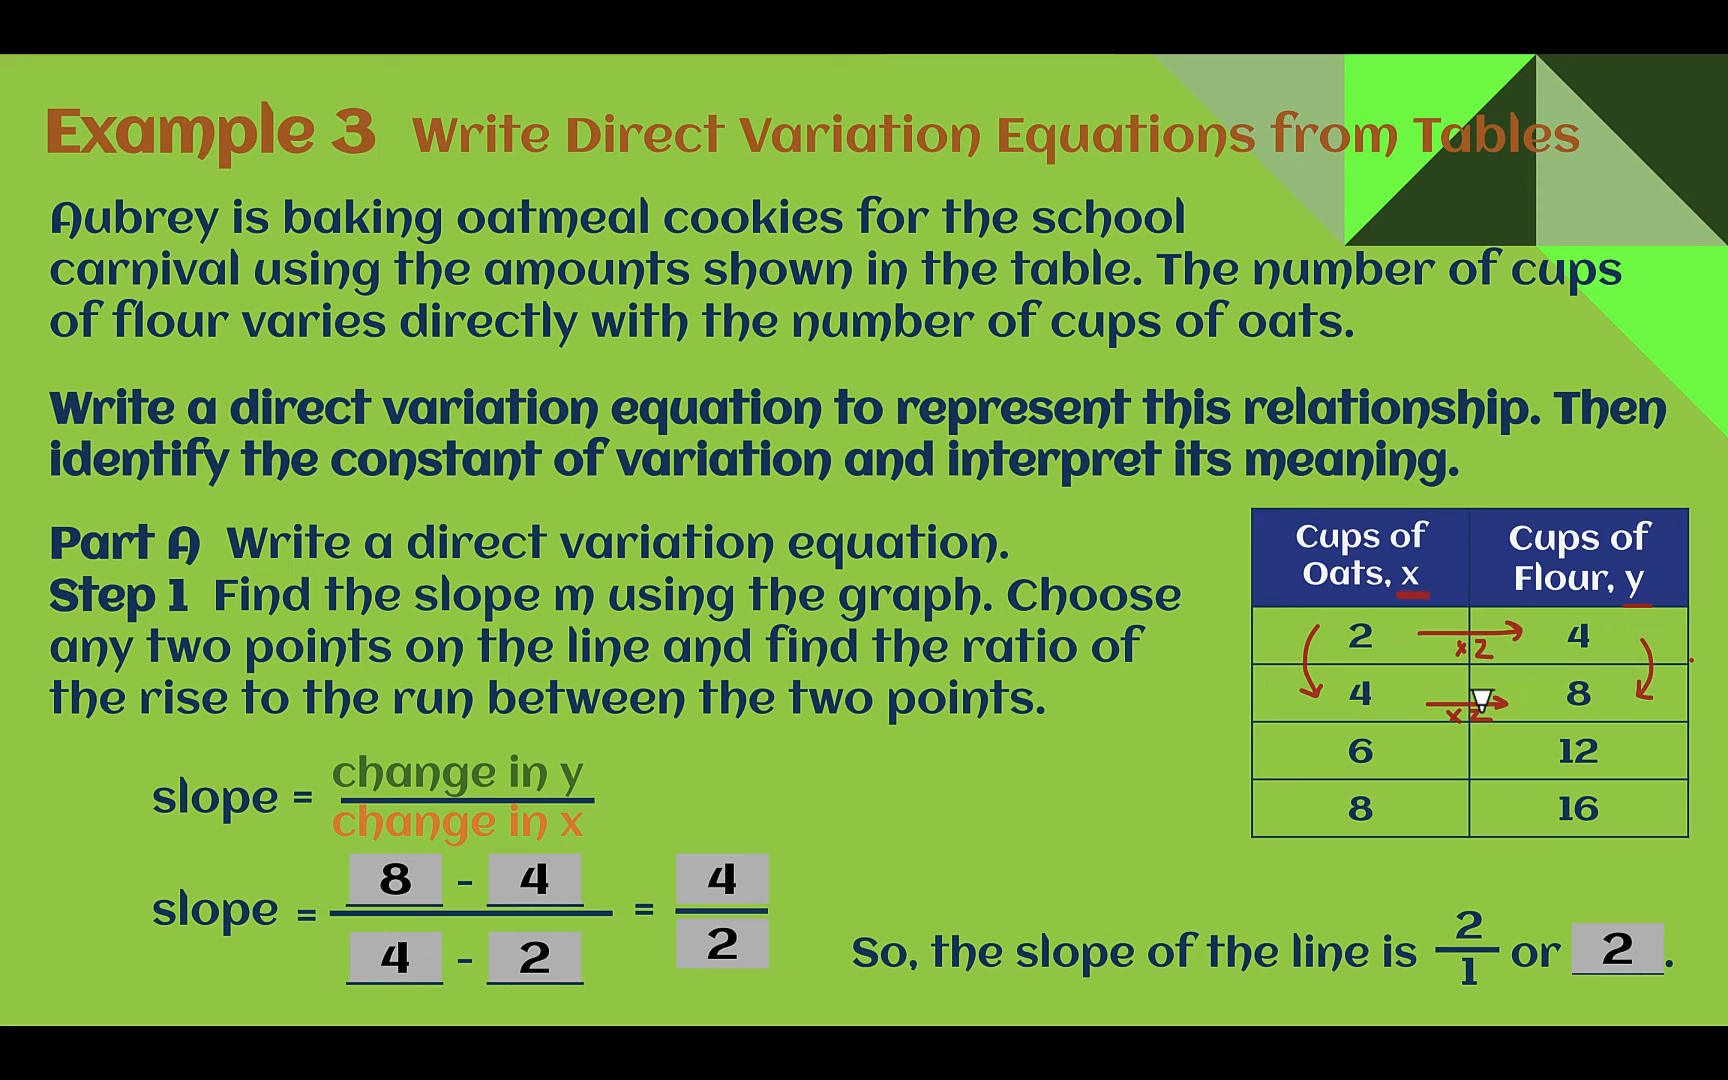 Example 3 Write Direct Variation Equations from Tables
Aubrey is baking oatmeal cookies for the school
carnival using the amounts shown in the table. The number of cups
of flour varies directly with the number of cups of oats.
Write a direct variation equation to represent this relationship. Then
identify the constant of variation and interpret its meaning.
Part A Write a direct variation equation.
Step 1 Find the slope m using the graph. Choose
any two points on the line and find the ratio of
the rise to the run between the two points.
slope = change in y
change in x
slope = 8 - 4 = 4
4 - 2 2
Cups of Oats, x Cups of Flour, y
2 x2 4
4 x2 8
6 12
8 16
So, the slope of the line is 2/1 or 2.